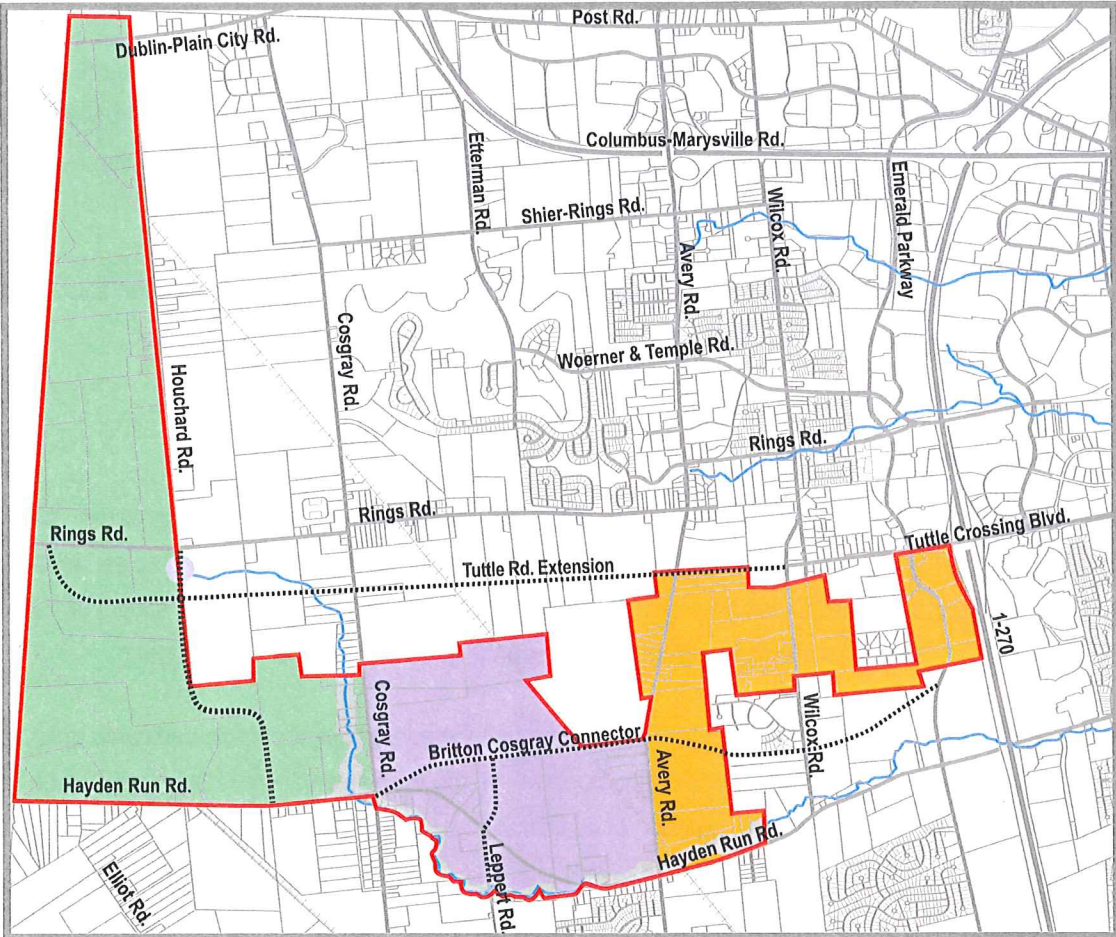 Post Rd.
Dublin-Plain City Rd.
Columbus-Marysville Rd.
Etterman Rd.
Shier-Rings Rd.
Wilcox Rd.
Emerald Parkway
Avery Rd.
Cosgray Rd.
Woerner & Temple Rd.
Houchard Rd.
Rings Rd.
Rings Rd.
Rings Rd.
Tuttle Crossing Blvd.
Tuttle Rd. Extension
1-270
Cosgray Rd.
Wilcox Rd.
Britton Cosgray Connector
Avery Rd.
Hayden Run Rd.
Hayden Run Rd.
Leppert Rd.
Elliot Rd.